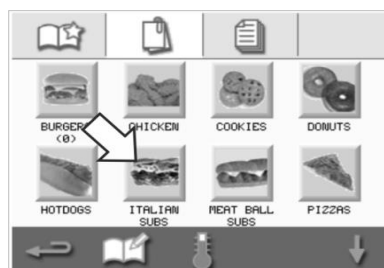 BURGERS CHICKEN COOKIES DONUTS
(0)
HOTDOGS ITALIAN MEAT BALL PIZZAS
SUBS SUBS